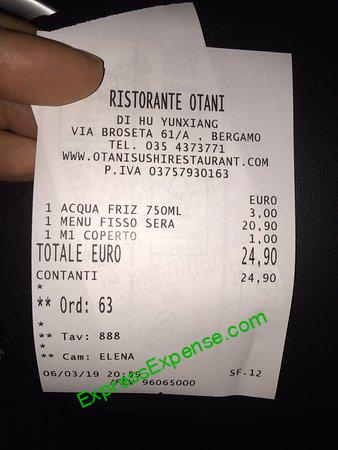 RISTORANTE OTANI
DI HU YUNXIANG
VIA BROSETA 61/A , BERGAMO
TEL. 035 4373771
WWW.OTANISUSHIRESTAURANT.COM
P.IVA 03757930163
EURO
1 ACQUA FRIZ 750ML 3,00
1 MENU FISSO SERA 20,90
1 M1 COPERTO 1,00
TOTALE EURO 24,90
CONTANTI 24,90
*
** Ord: 63
*
** Tav: 888
*
** Cam: ELENA
06/03/19 20: SF.12
96065000
ExpressExpense.com